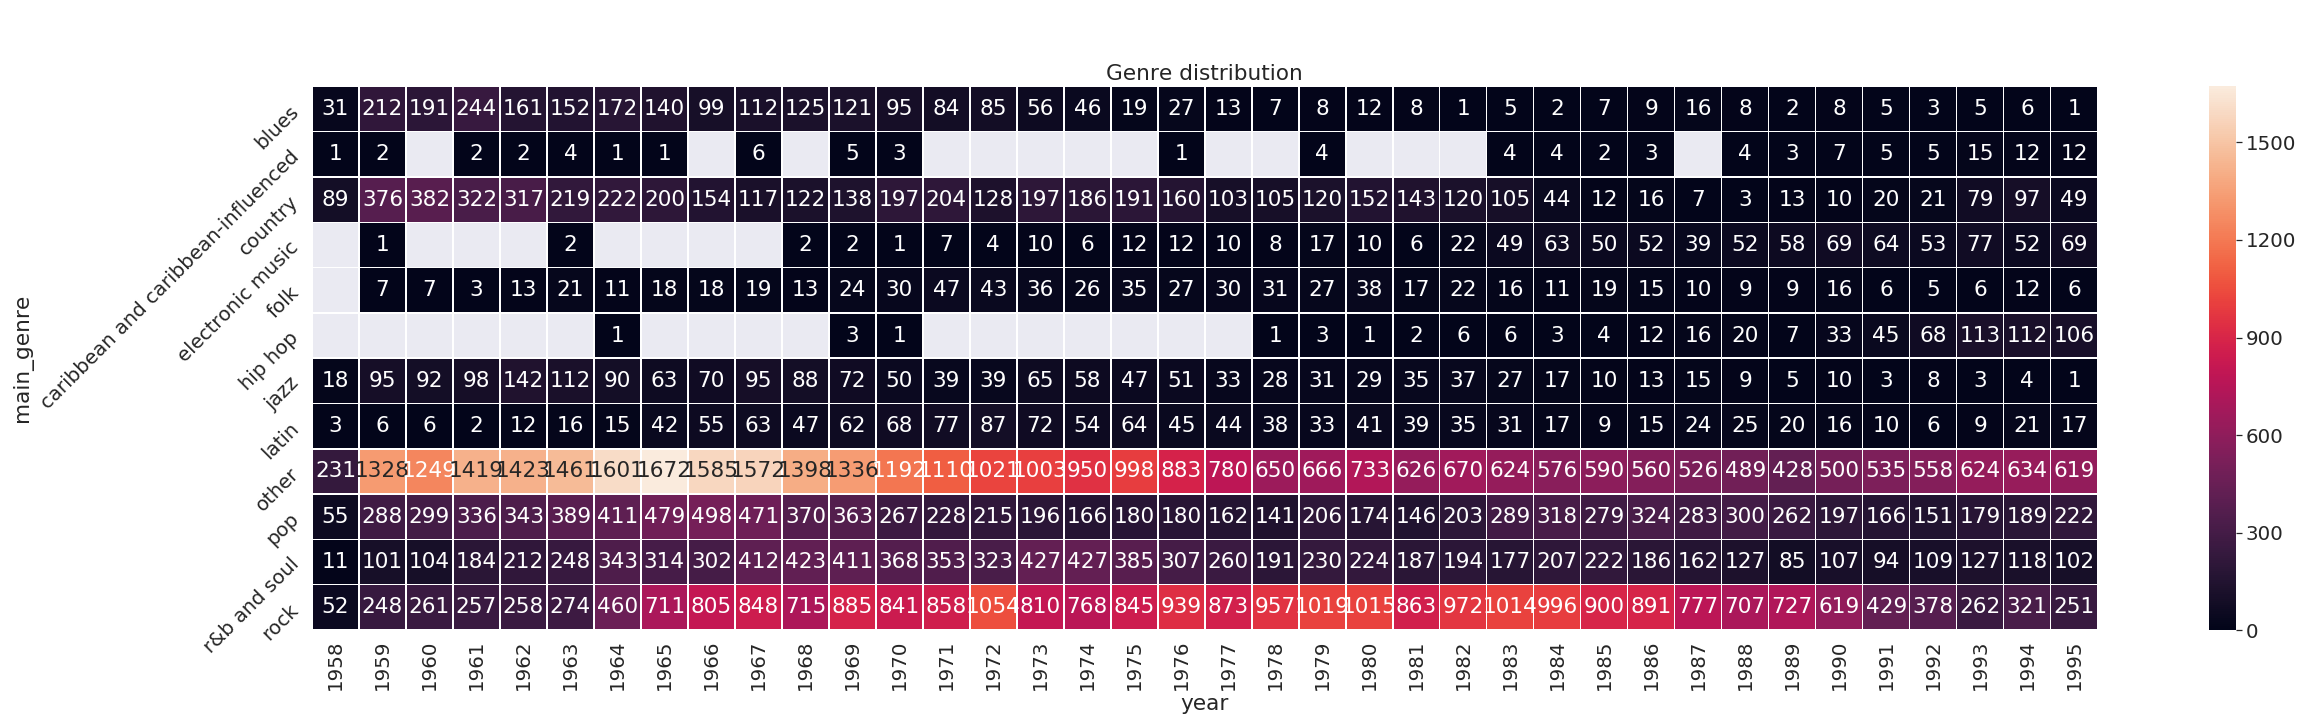 Genre distribution
main_genre
blues 31 212 191 244 161 152 172 140 99 112 125 121 95 84 85 56 46 19 27 13 7 8 12 8 1 5 2 7 9 16 8 2 8 5 3 5 6 1
caribbean and caribbean-influenced 1 2 2 2 4 1 1 6 5 3 1 4 4 4 2 3 4 3 7 5 5 15 12 12
country 89 376 382 322 317 219 222 200 154 117 122 138 197 204 128 197 186 191 160 103 105 120 152 143 120 105 44 12 16 7 3 13 10 20 21 79 97 49
electronic music 1 2 2 2 1 7 4 10 6 12 12 10 8 17 10 6 22 49 63 50 52 39 52 58 69 64 53 77 52 69
folk 7 7 3 13 21 11 18 18 19 13 24 30 47 43 36 26 35 27 30 31 27 38 17 22 16 11 19 15 10 9 9 16 6 5 6 12 6
hip hop 1 3 1 1 3 1 2 6 6 3 4 12 16 20 7 33 45 68 113 112 106
jazz 18 95 92 98 142 112 90 63 70 95 88 72 50 39 39 65 58 47 51 33 28 31 29 35 37 27 17 10 13 15 9 5 10 3 8 3 4 1
latin 3 6 6 2 12 16 15 42 55 63 47 62 68 77 87 72 54 64 45 44 38 33 41 39 35 31 17 9 15 24 25 20 16 10 6 9 21 17
other 231 1328 1249 1419 1423 1461 1601 1672 1585 1572 1398 1336 1192 1110 1021 1003 950 998 883 780 650 666 733 626 670 624 576 590 560 526 489 428 500 535 558 624 634 619
pop 55 288 299 336 343 389 411 479 498 471 370 363 267 228 215 196 166 180 180 162 141 206 174 146 203 289 318 279 324 283 300 262 197 166 151 179 189 222
r&b and soul 11 101 104 184 212 248 343 314 302 412 423 411 368 353 323 427 427 385 307 260 191 230 224 187 194 177 207 222 186 162 127 85 107 94 109 127 118 102
rock 52 248 261 257 258 274 460 711 805 848 715 885 841 858 1054 810 768 845 939 873 957 1019 1015 863 972 1014 996 900 891 777 707 727 619 429 378 262 321 251
1958 1959 1960 1961 1962 1963 1964 1965 1966 1967 1968 1969 1970 1971 1972 1973 1974 1975 1976 1977 1978 1979 1980 1981 1982 1983 1984 1985 1986 1987 1988 1989 1990 1991 1992 1993 1994 1995
year
1500
1200
900
600
300
0